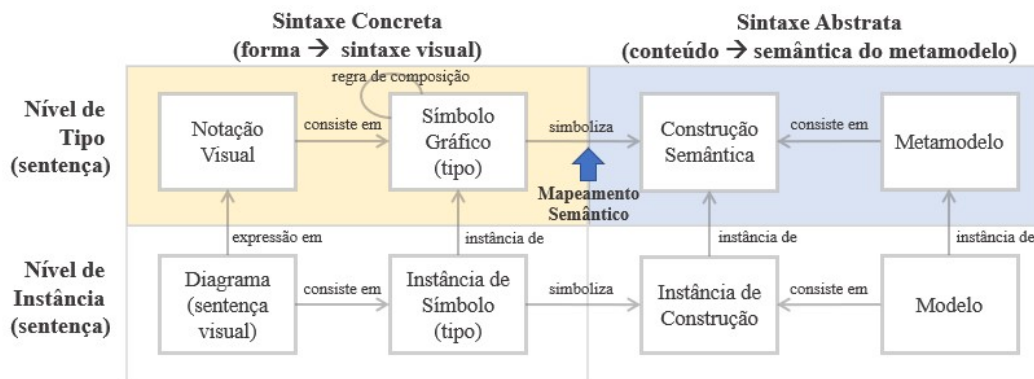 Sintaxe Concreta
(forma → sintaxe visual)
Sintaxe Abstrata
(conteúdo → semântica do metamodelo)
Nível de
Tipo
(sentença)
regra de composição
Notação
Visual
consiste em
Símbolo
Gráfico
(tipo)
simboliza
Mapeamento
Semântico
Construção
Semântica
consiste em
Metamodelo
expressão em
instância de
instância de
instância de
Nível de
Instância
(sentença)
Diagrama
(sentença
visual)
consiste em
Instância de
Símbolo
(tipo)
simboliza
Instância de
Construção
consiste em
Modelo